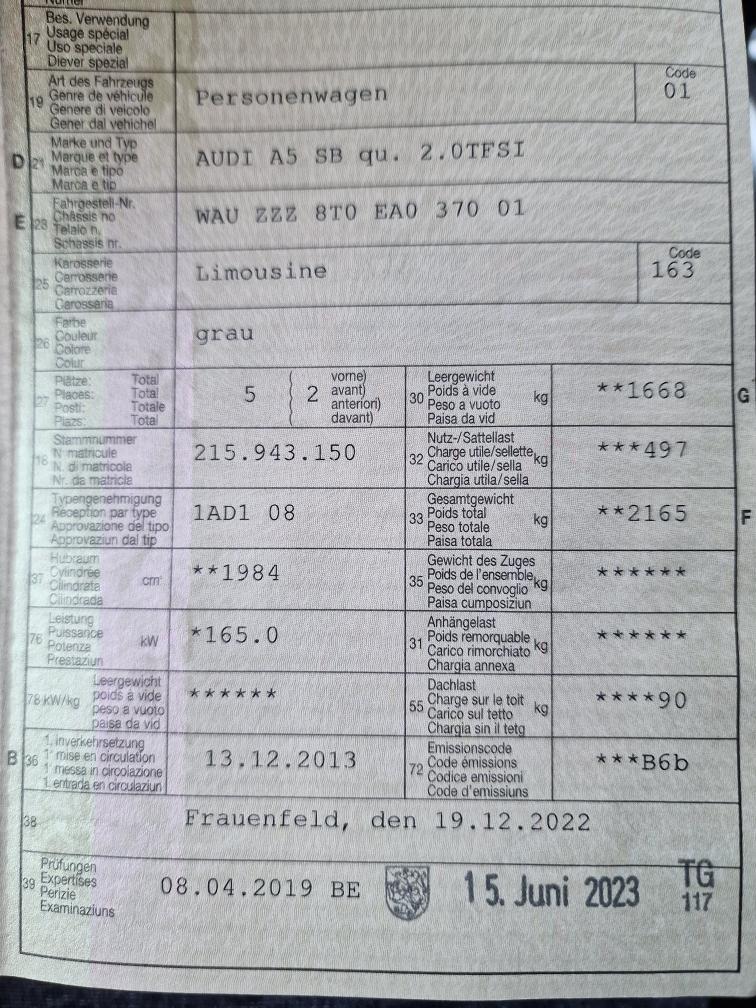 17 Bes. Verwendung
Usage spécial
Uso speciale
Diever spezial
19 Art des Fahrzeugs
Genre de véhicule
Genere di veicolo
Gener dal vehichel
Personenwagen
Code
01
D 21 Marke und Typ
Marque et type
Marca e tipo
Marca e tip
AUDI A5 SB qu. 2.0TFSI
E 23 Fahrgestell-Nr.
Châssis no
Telaio n.
Schassis nr.
WAU ZZZ 8T0 EA0 370 01
25 Karosserie
Carrosserie
Carrozzeria
Carossaria
Limousine
Code
163
26 Farbe
Couleur
Colore
Colur
grau
27 Plätze: Total
Places: Total
Posti: Totale
Plazs: Total
5 ( 2 vorne)
avant)
anteriori)
davant)
30 Leergewicht
Poids à vide
Peso a vuoto
Paisa da vid
kg
**1668
G
18 Stammnummer
N matricule
N. di matricola
Nr. da matricla
215.943.150
32 Nutz-/Sattellast
Charge utile/sellette
Carico utile/sella
Chargia utila/sella
kg
***497
24 Typengenehmigung
Réception par type
Approvazione del tipo
Approvaziun dal tip
1AD1 08
33 Gesamtgewicht
Poids total
Peso totale
Paisa totala
kg
**2165
F
37 Hubraum
Cylindrée
Cilindrata
Cilindrada
cm³
**1984
35 Gewicht des Zuges
Poids de l'ensemble
Peso del convoglio
Paisa cumposiziun
kg
******
76 Leistung
Puissance
Potenza
Prestaziun
kW
*165.0
31 Anhängelast
Poids remorquable
Carico rimorchiato
Chargia annexa
kg
******
78 kW/kg Leergewicht
poids à vide
peso a vuoto
paisa da vid
******
55 Dachlast
Charge sur le toit
Carico sul tetto
Chargia sin il tetg
kg
****90
B 36 1. Inverkehrsetzung
1ʳ mise en circulation
1ᵃ messa in circolazione
1. entrada en circulaziun
13.12.2013
72 Emissionscode
Code émissions
Codice emissioni
Code d'emissiuns
***B6b
38
Frauenfeld, den 19.12.2022
39 Prüfungen
Expertises
Perizie
Examinaziuns
08.04.2019 BE
15. Juni 2023
TG
117